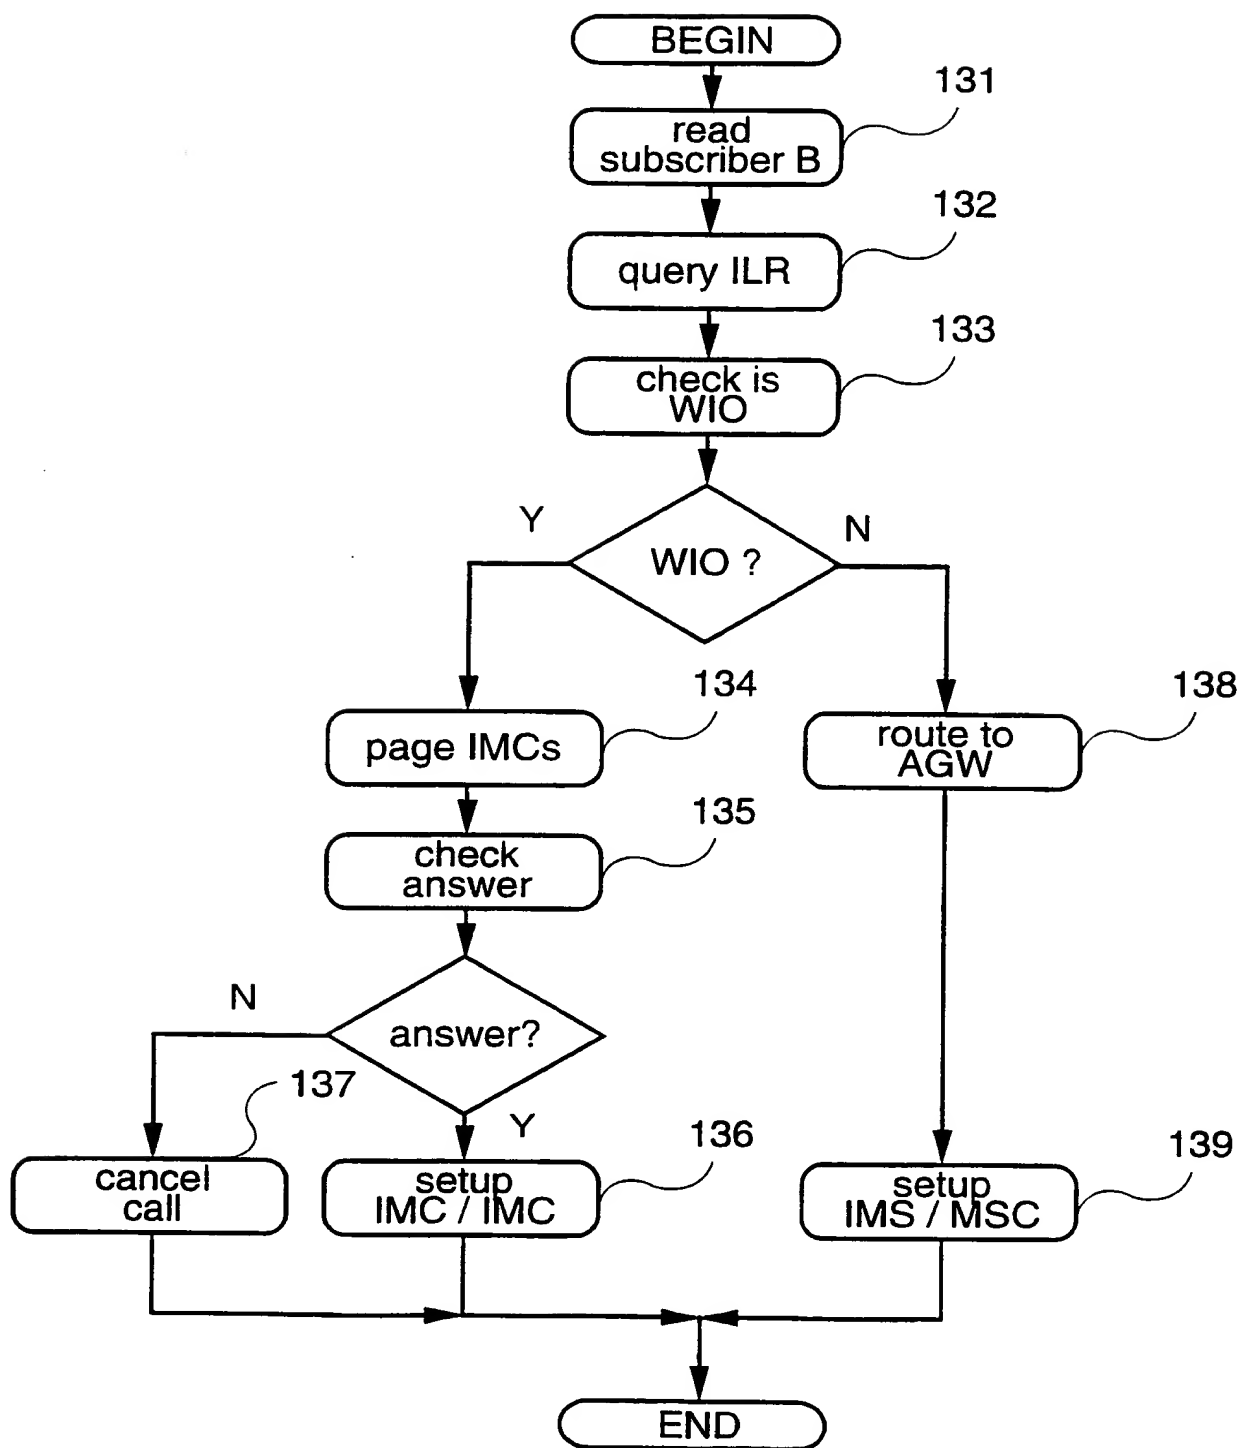 BEGIN
131
read
subscriber B
132
query ILR
133
check is
WIO
Y
WIO ?
N
134
page IMCs
138
route to
AGW
135
check
answer
N
answer?
137
Y
cancel
call
136
setup
IMC / IMC
139
setup
IMS / MSC
END